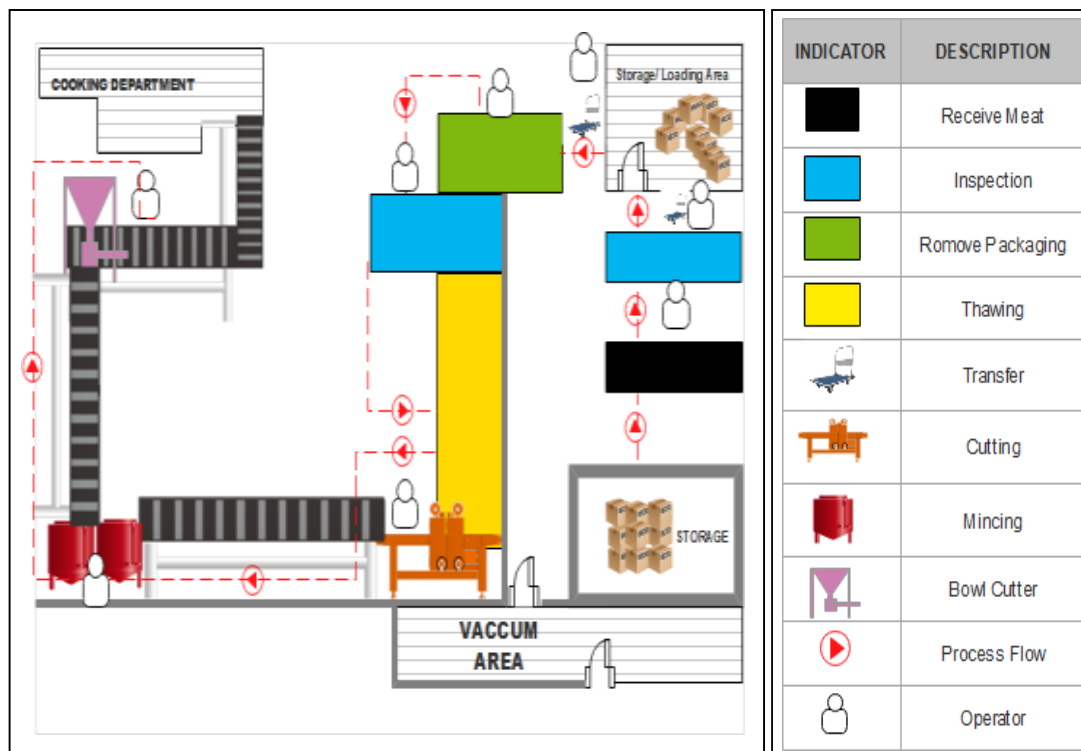 COOKING DEPARTMENT
Storage/ Loading Area
STORAGE
VACCUM
AREA
INDICATOR DESCRIPTION
Receive Meat
Inspection
Romove Packaging
Thawing
Transfer
Cutting
Mincing
Bowl Cutter
Process Flow
Operator